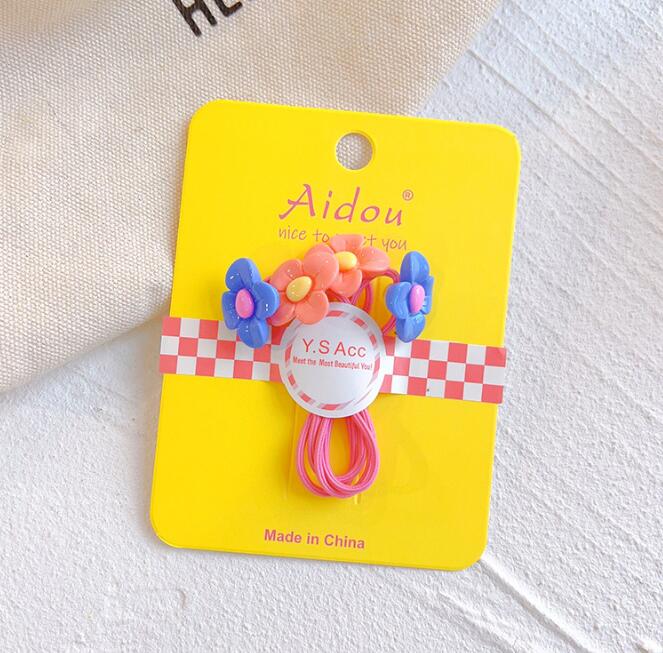 Aidou®
nice to you
Y.S Acc
Meet the Most Beautiful You!
Made in China